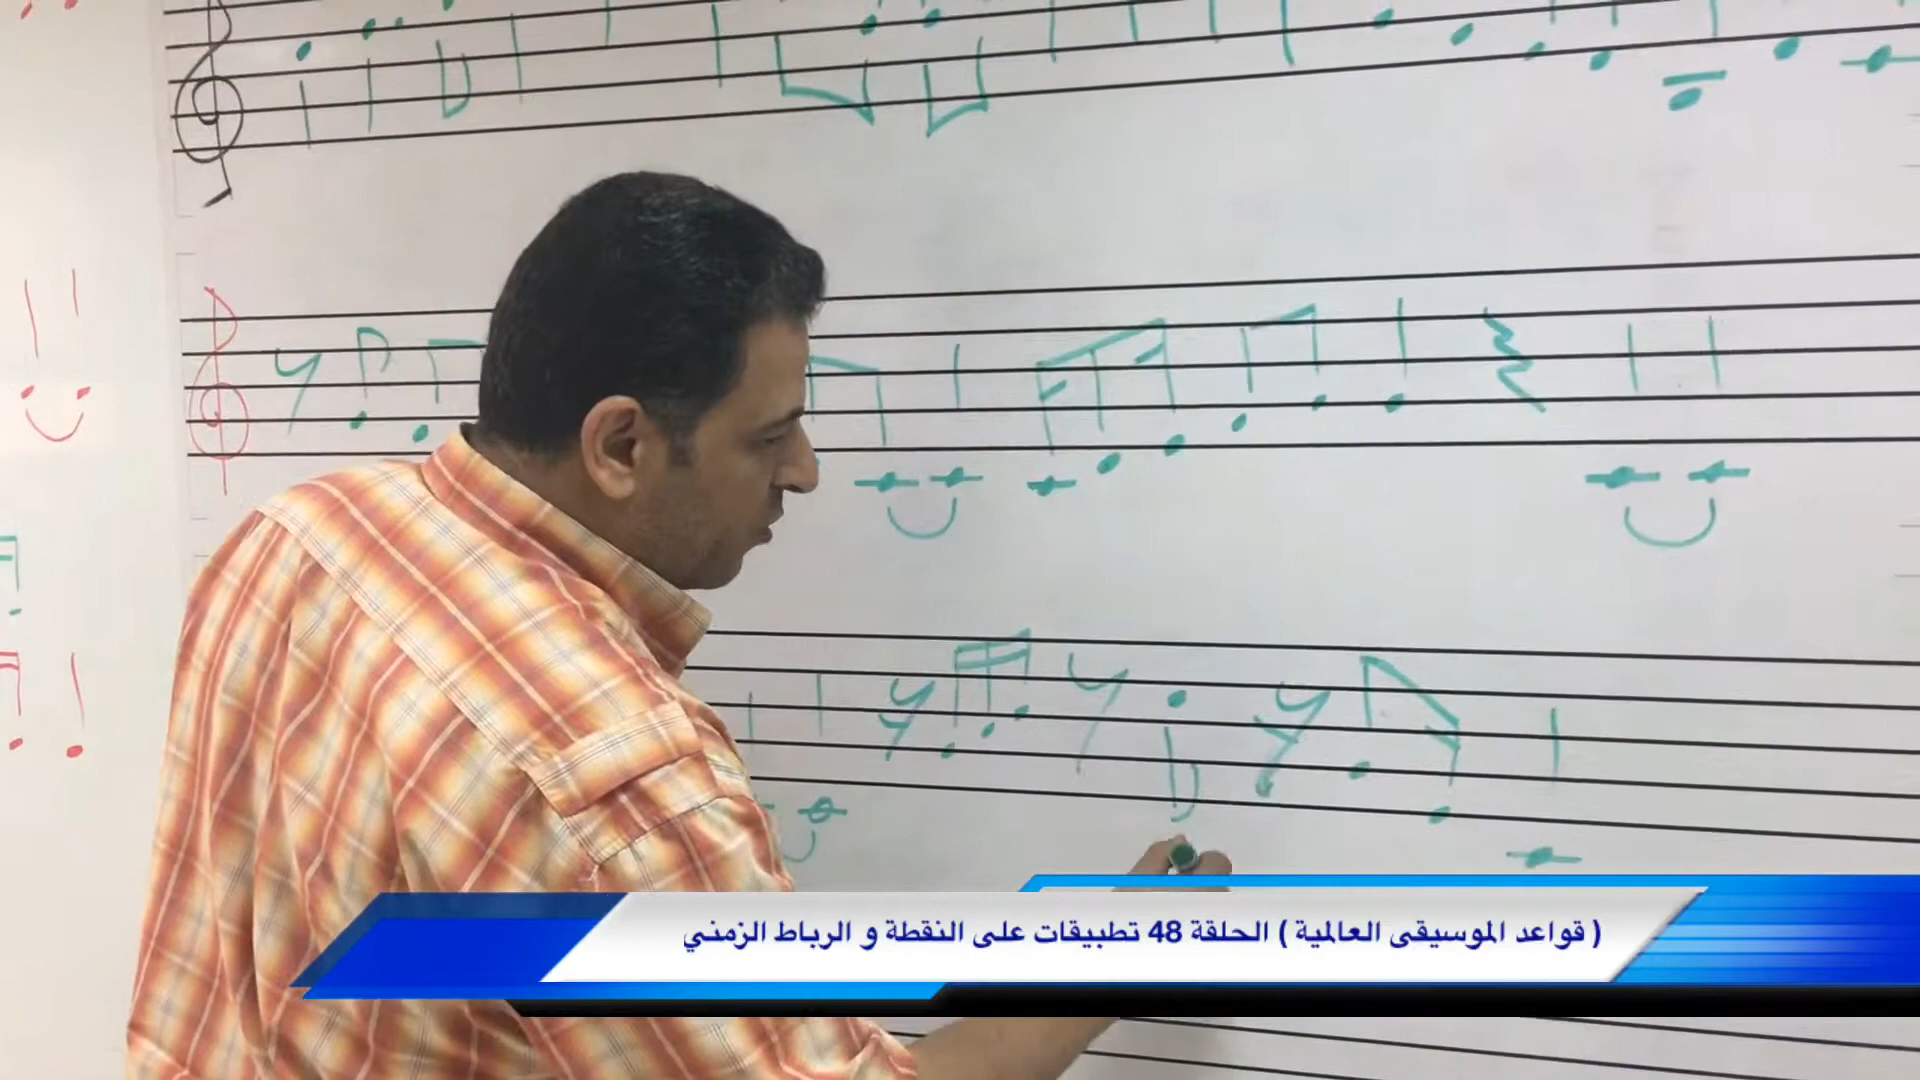 ( قواعد الموسيقى العالمية ) الحلقة 48 تطبيقات على النقطة و الرباط الزمني